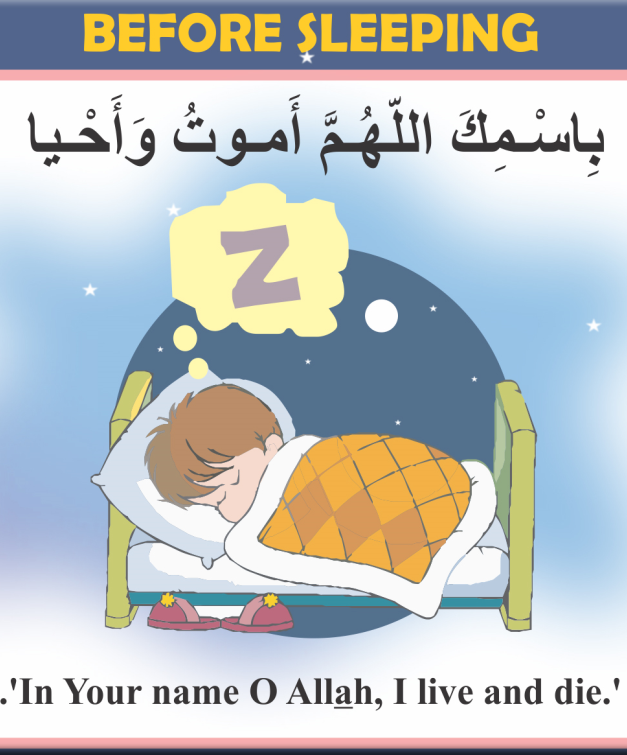 BEFORE SLEEPING
بِاسْمِكَ اللّهُمَّ أَموتُ وَأَحْيا
Z
.'In Your name O Allah, I live and die.'